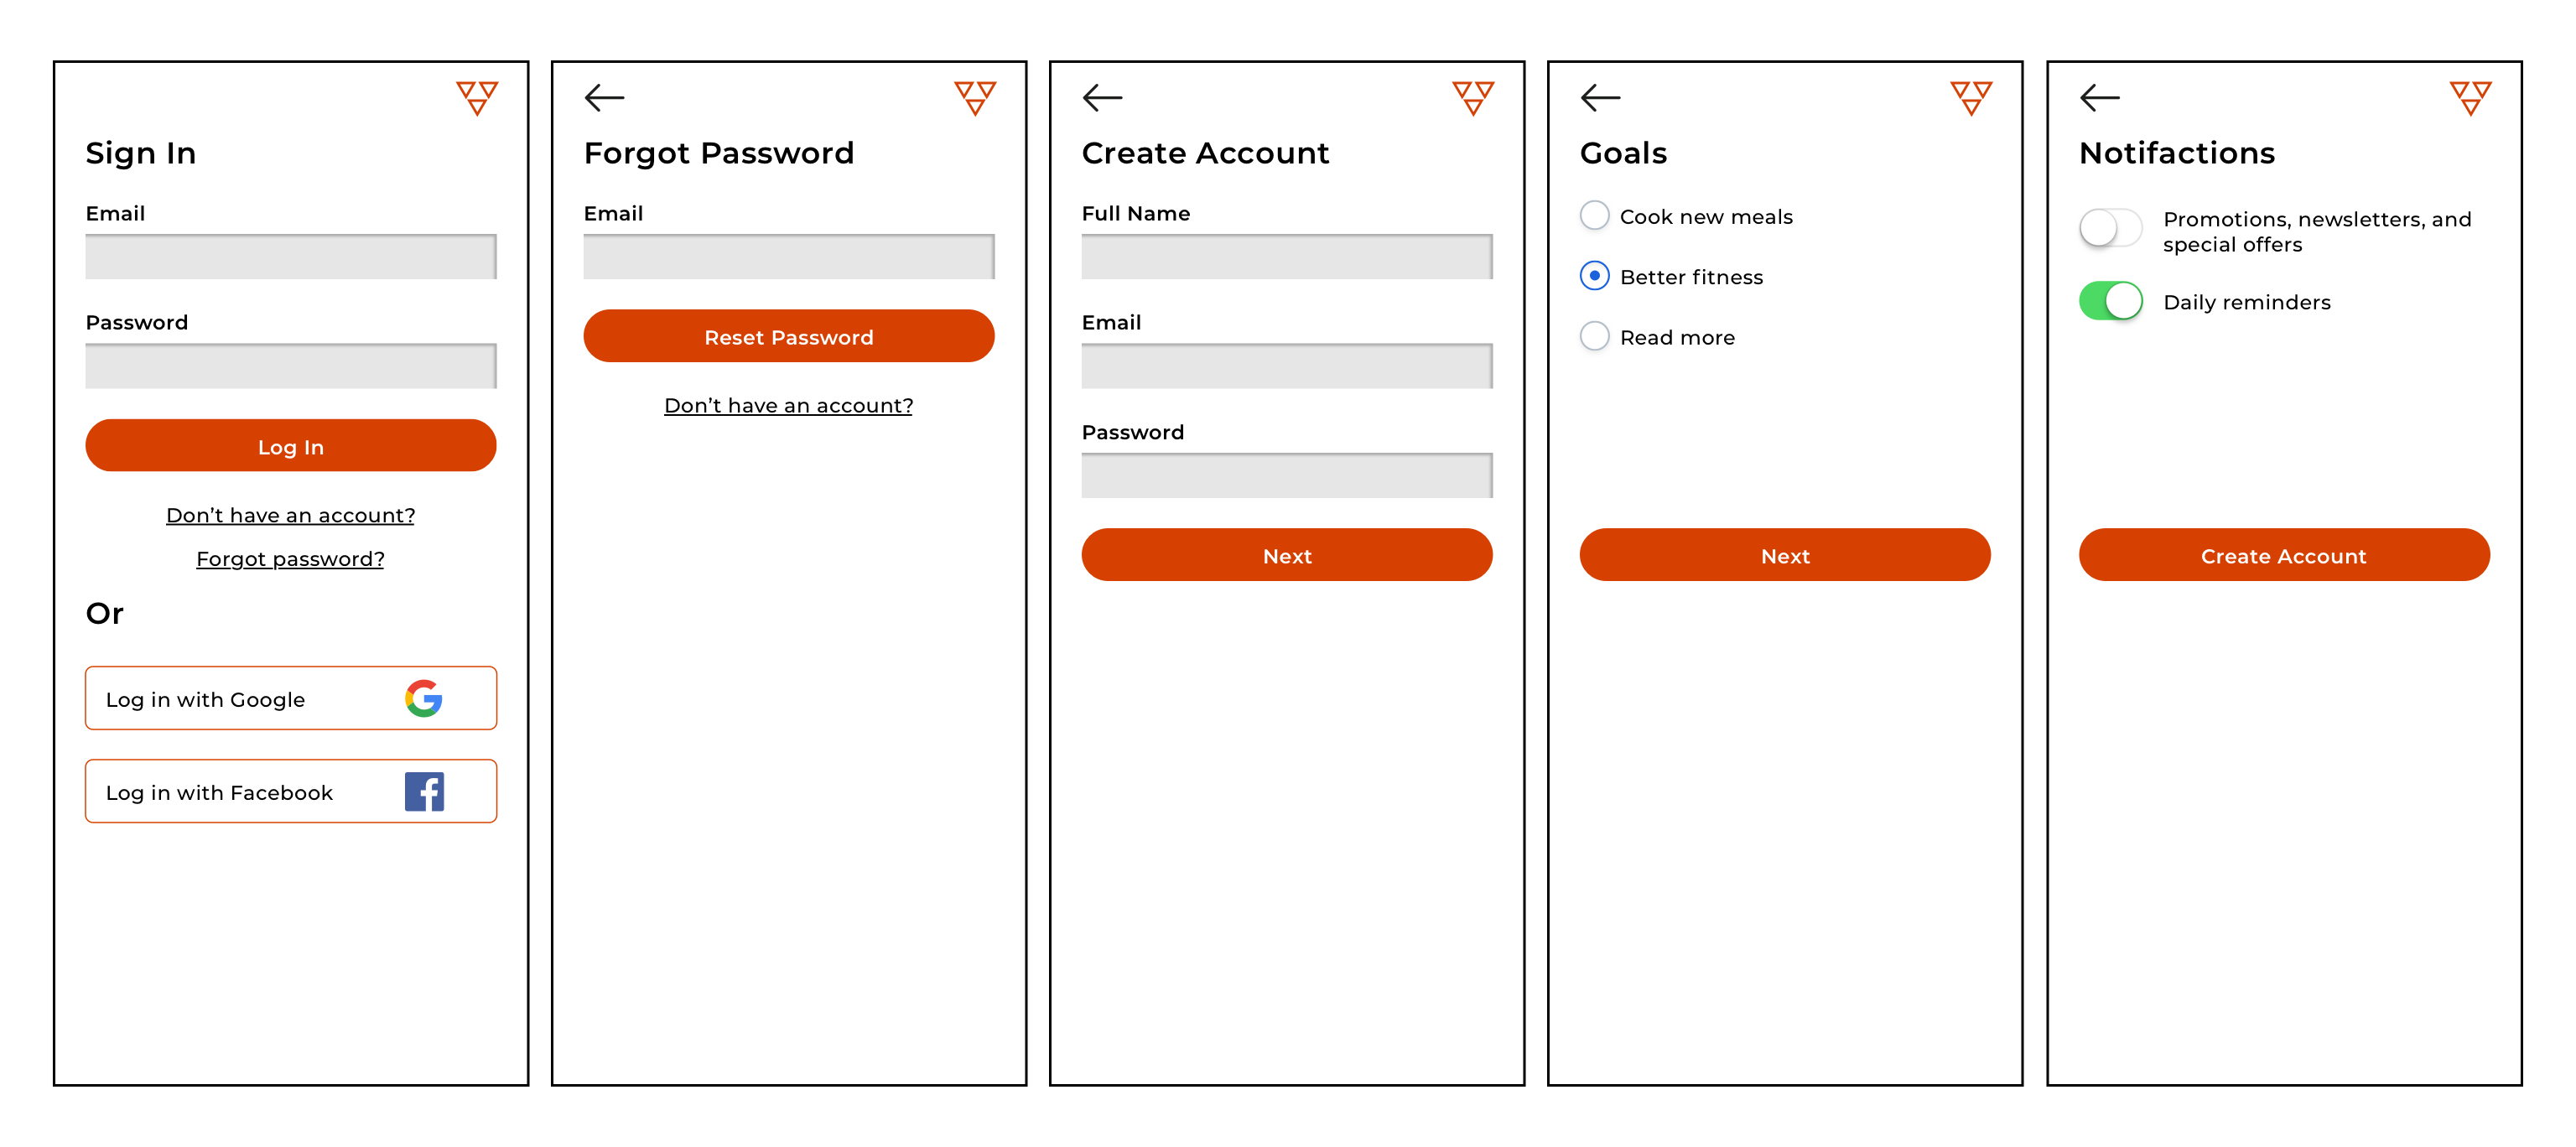 Sign In
Email
Password
Log In
Don’t have an account?
Forgot password?
Or
Log in with Google
Log in with Facebook
Forgot Password
Email
Reset Password
Don’t have an account?
Create Account
Full Name
Email
Password
Next
Goals
Cook new meals
Better fitness
Read more
Next
Notifactions
Promotions, newsletters, and
special offers
Daily reminders
Create Account